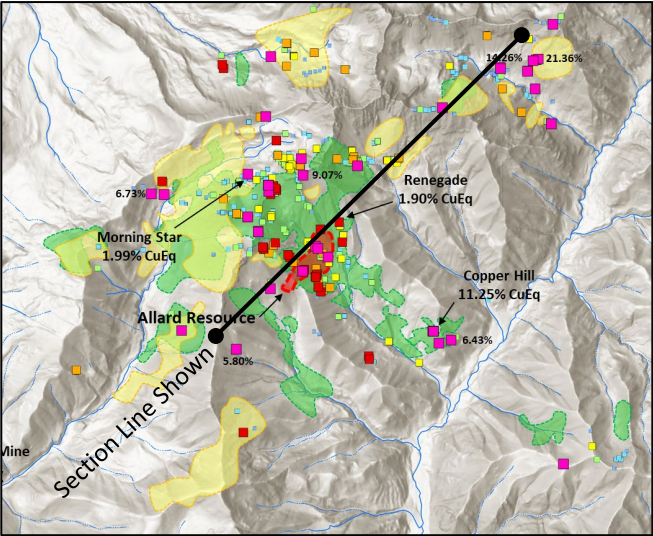 14.26%
21.36%
Renegade
1.90% CuEq
9.07%
6.73%
Morning Star
1.99% CuEq
Copper Hill
11.25% CuEq
Allard Resource
6.43%
5.80%
Section Line Shown
Mine